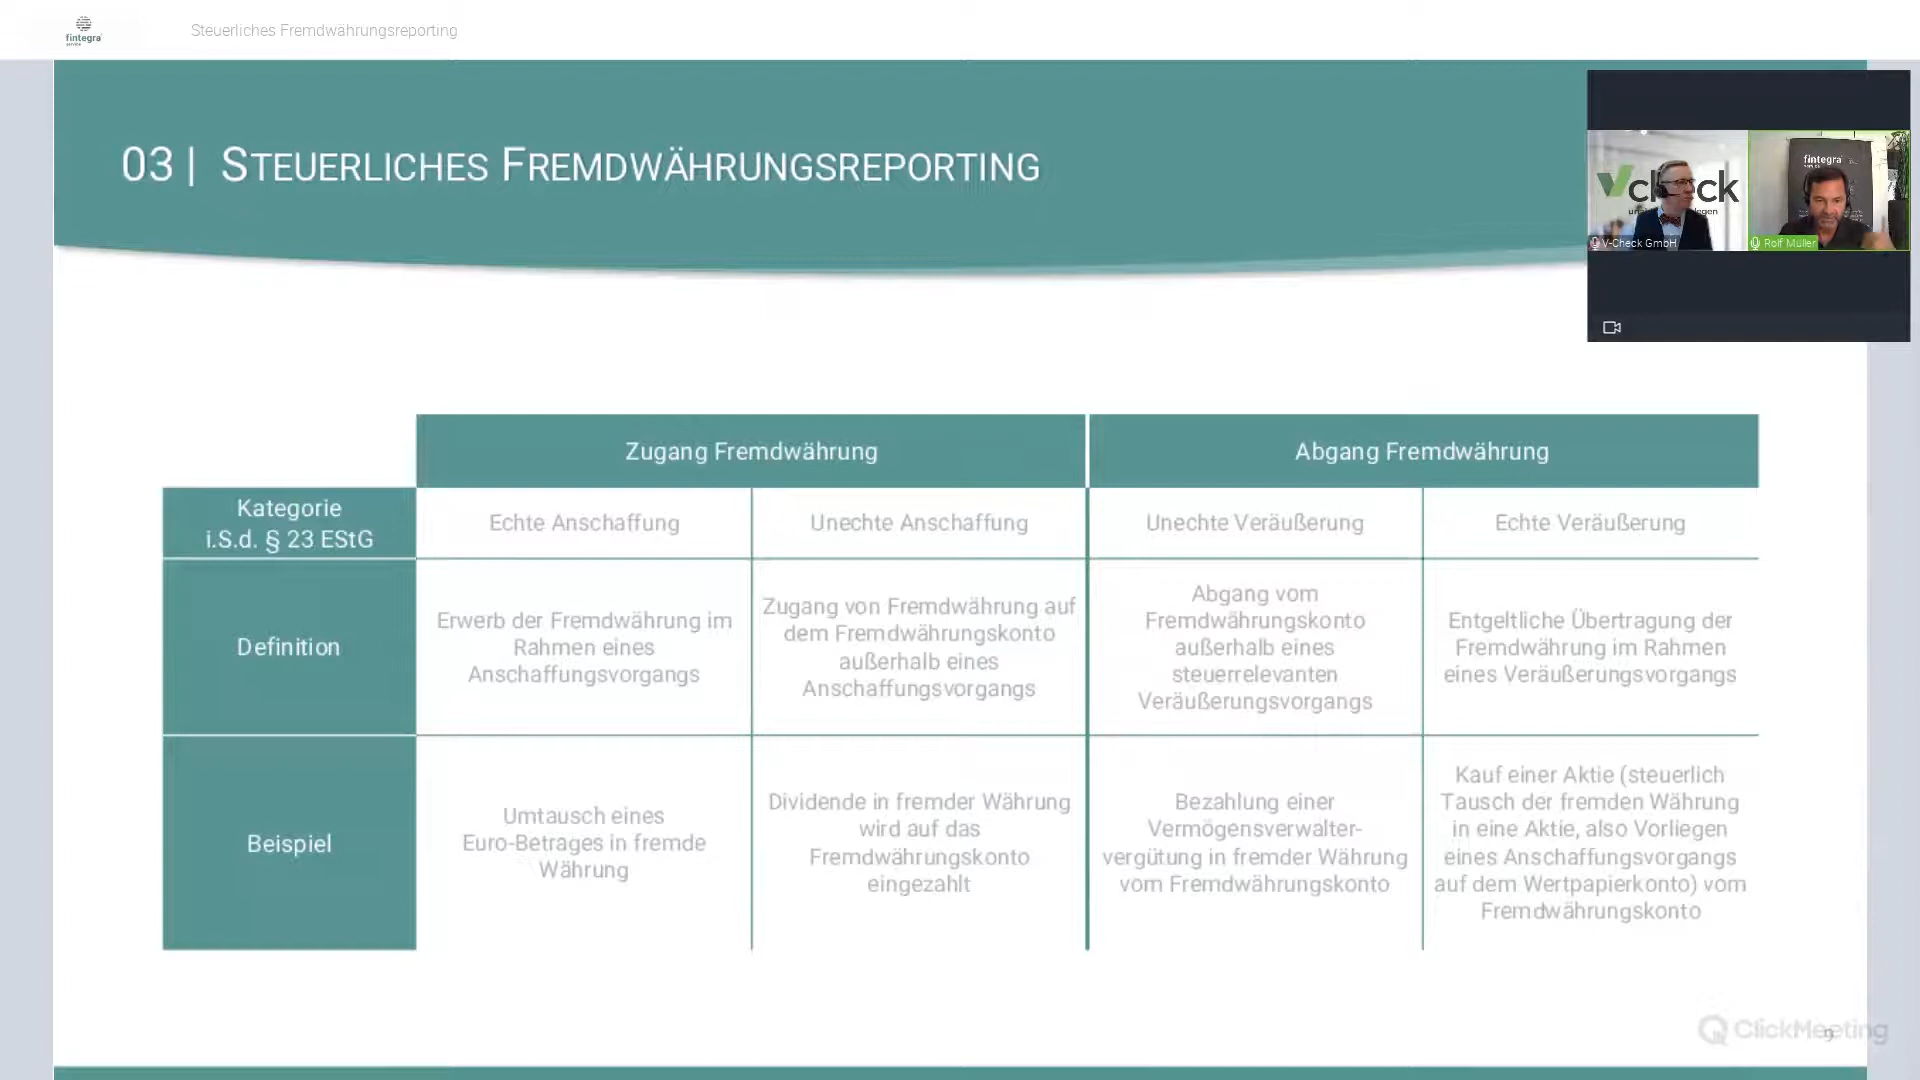 fintegra
service
Steuerliches Fremdwährungsreporting
03 | STEUERLICHES FREMDWÄHRUNGSREPORTING
fintegra
V check
V-Check GmbH
Rolf Müller
Zugang Fremdwährung
Abgang Fremdwährung
Kategorie
i.S.d. § 23 EStG
Echte Anschaffung
Unechte Anschaffung
Unechte Veräußerung
Echte Veräußerung
Definition
Erwerb der Fremdwährung im
Rahmen eines
Anschaffungsvorgangs
Zugang von Fremdwährung auf
dem Fremdwährungskonto
außerhalb eines
Anschaffungsvorgangs
Abgang vom
Fremdwährungskonto
außerhalb eines
steuerrelevanten
Veräußerungsvorgangs
Entgeltliche Übertragung der
Fremdwährung im Rahmen
eines Veräußerungsvorgangs
Beispiel
Umtausch eines
Euro-Betrages in fremde
Währung
Dividende in fremder Währung
wird auf das
Fremdwährungskonto
eingezahlt
Bezahlung einer
Vermögensverwalter-
vergütung in fremder Währung
vom Fremdwährungskonto
Kauf einer Aktie (steuerlich
Tausch der fremden Währung
in eine Aktie, also Vorliegen
eines Anschaffungsvorgangs
auf dem Wertpapierkonto) vom
Fremdwährungskonto
ClickMeeting
9